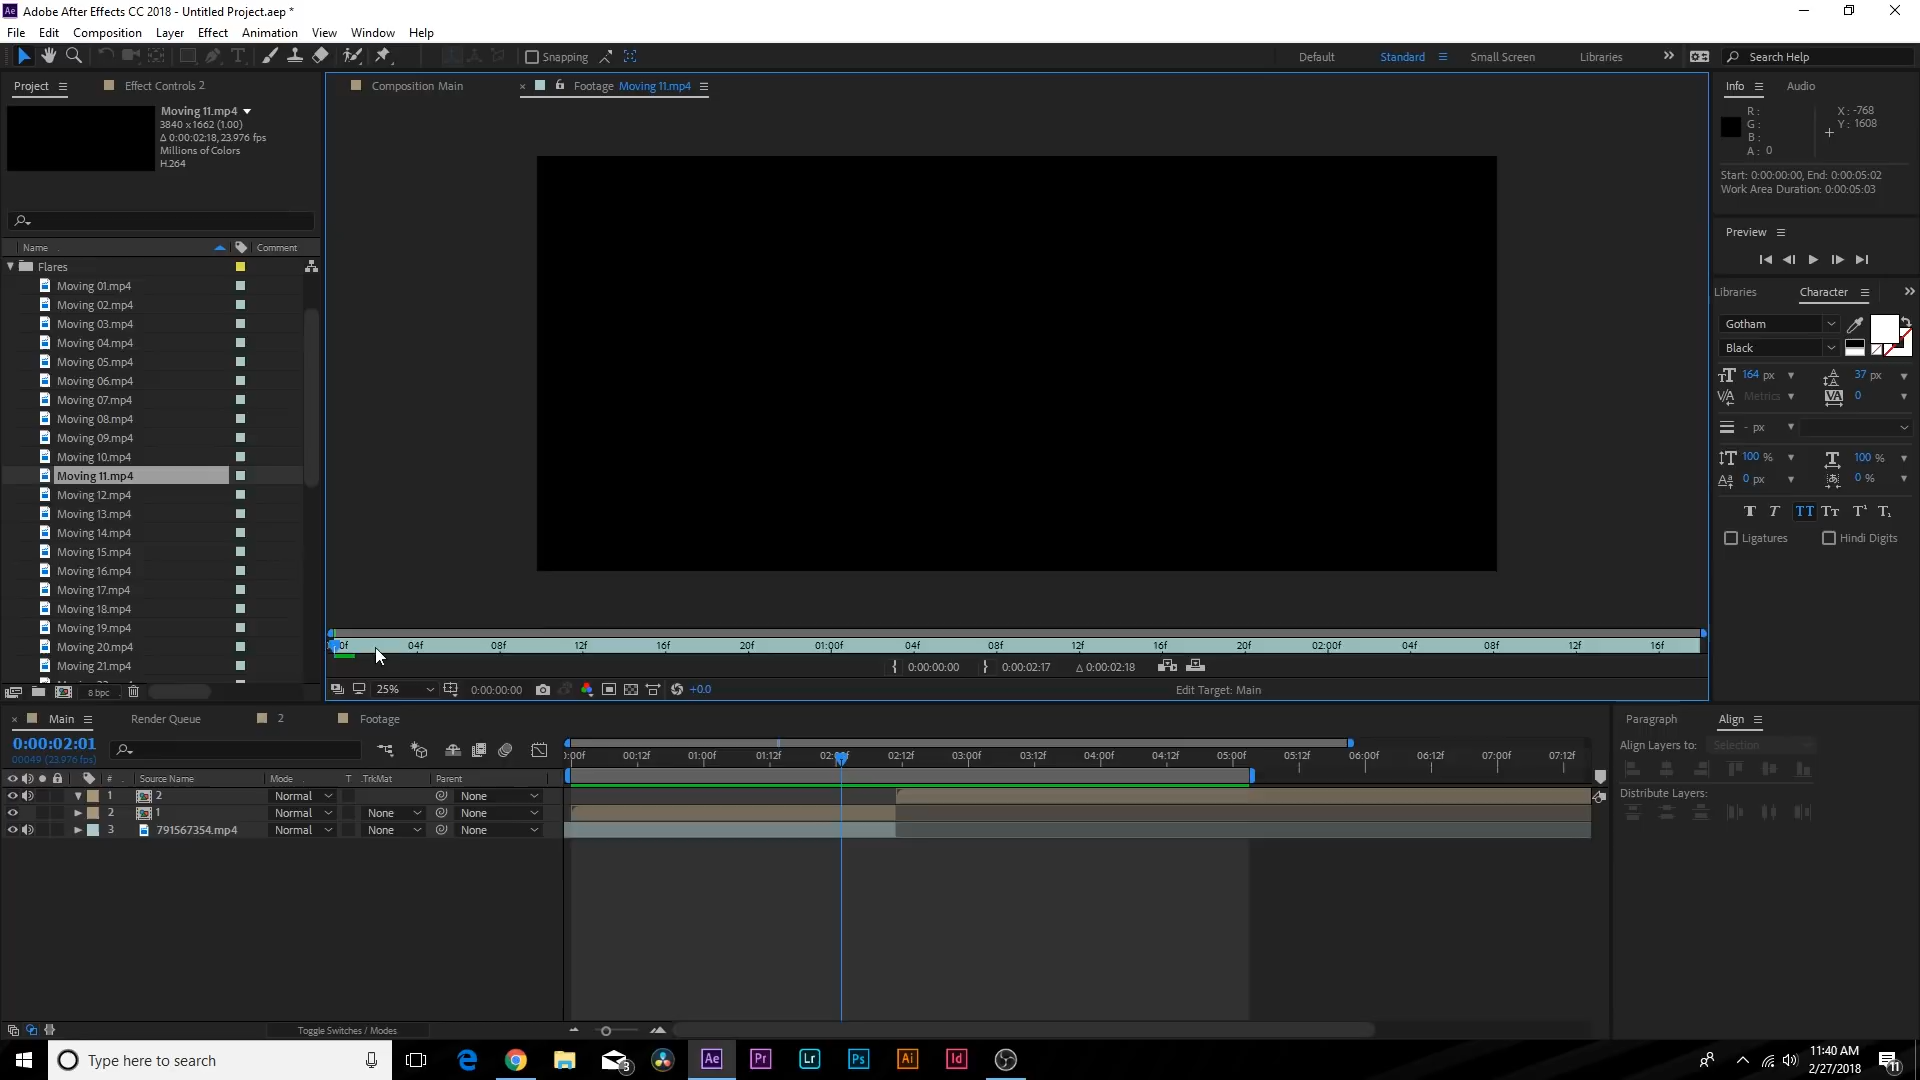 Ae Adobe After Effects CC 2018 - Untitled Project.aep *
File Edit Composition Layer Effect Animation View Window Help
Snapping Default Standard Small Screen Libraries Search Help
Project Effect Controls 2
Moving 11.mp4
3840 x 1662 (1.00)
Δ 0:00:02:18, 23.976 fps
Millions of Colors
H.264
Name Comment
Flares
Moving 01.mp4
Moving 02.mp4
Moving 03.mp4
Moving 04.mp4
Moving 05.mp4
Moving 06.mp4
Moving 07.mp4
Moving 08.mp4
Moving 09.mp4
Moving 10.mp4
Moving 11.mp4
Moving 12.mp4
Moving 13.mp4
Moving 14.mp4
Moving 15.mp4
Moving 16.mp4
Moving 17.mp4
Moving 18.mp4
Moving 19.mp4
Moving 20.mp4
Moving 21.mp4
8 bpc
Composition Main
Footage Moving 11.mp4
04f 08f 12f 16f 20f 01:00f 04f 08f 12f 16f 20f 02:00f 04f 08f 12f 16f
0:00:00:00 0:00:02:17 Δ 0:00:02:18
25% 0:00:00:00 +0.0 Edit Target: Main
Info Audio
R :
G :
B :
A : 0
X : -768
Y : 1608
Start: 0:00:00:00, End: 0:00:05:02
Work Area Duration: 0:00:05:03
Preview
Libraries Character
Gotham
Black
164 px 37 px
Metrics 0
- px
100 % 100 %
0 px 0 %
Ligatures Hindi Digits
Main Render Queue 2 Footage
0:00:02:01
00049 (23.976 fps)
:00f 00:12f 01:00f 01:12f 02:00f 02:12f 03:00f 03:12f 04:00f 04:12f 05:00f 05:12f 06:00f 06:12f 07:00f 07:12f
# Source Name Mode T .TrkMat Parent
1 2 Normal None
2 1 Normal None None
3 791567354.mp4 Normal None None
Toggle Switches / Modes
Paragraph Align
Align Layers to: Selection
Distribute Layers:
Type here to search
3 Ae Pr Lr Ps Ai Id
11:40 AM
2/27/2018
11